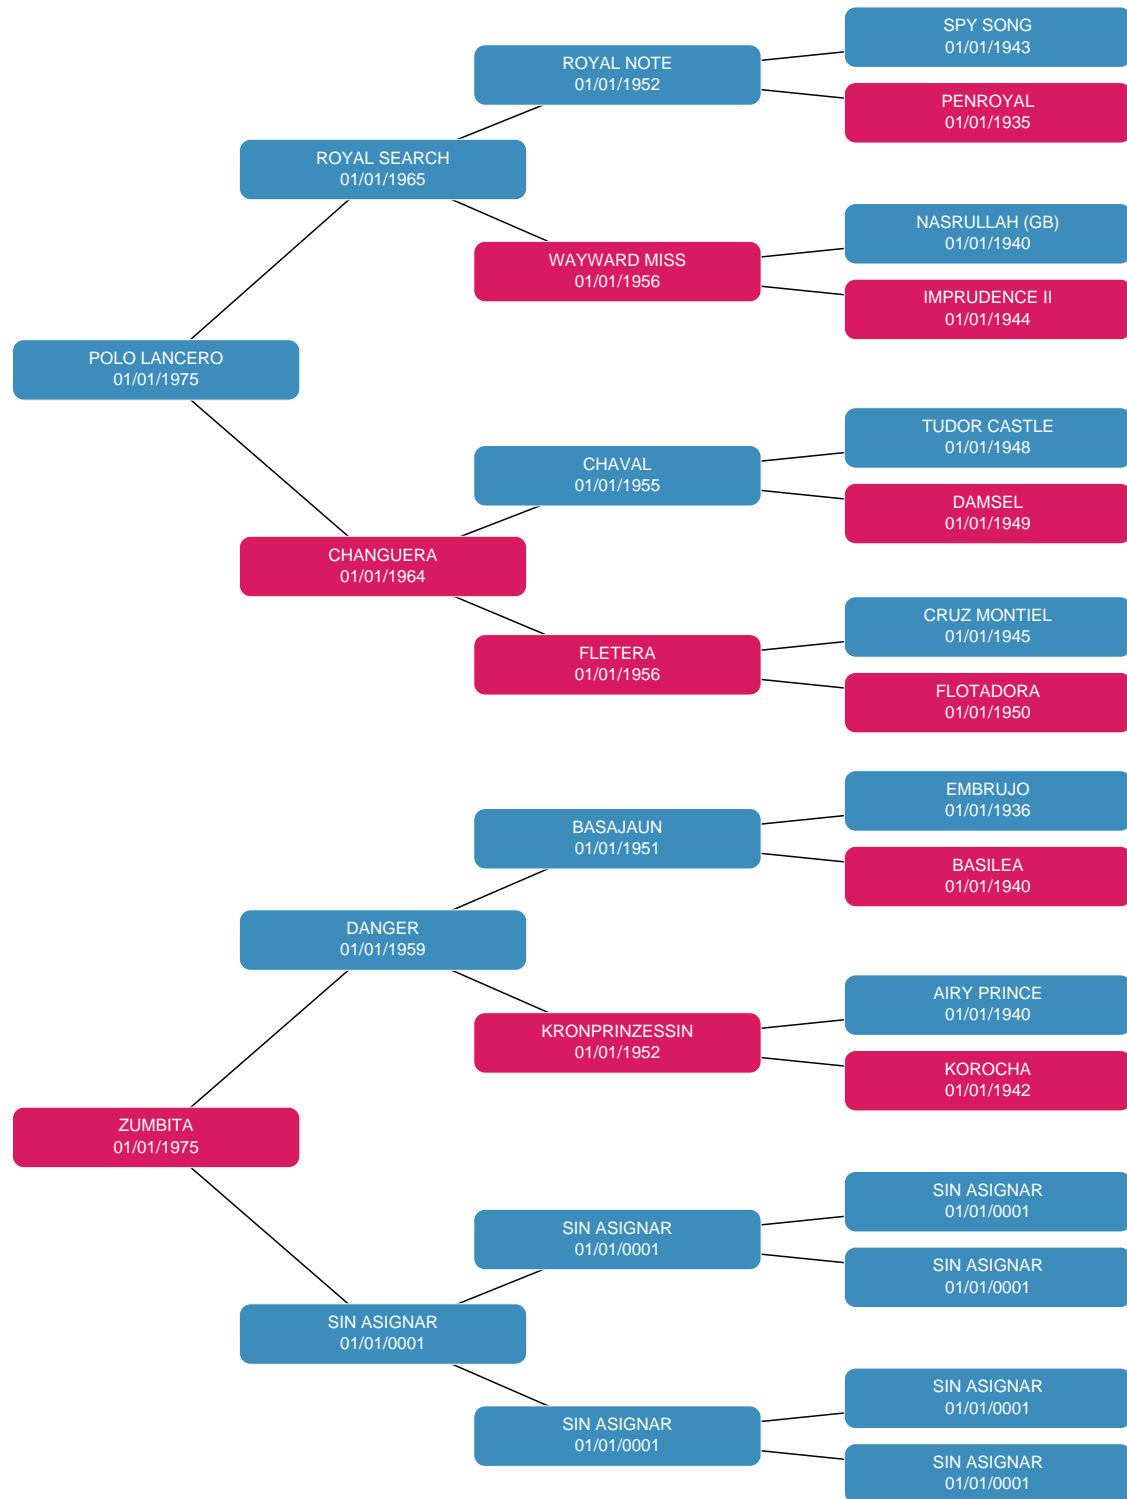 SPY SONG
01/01/1943
ROYAL NOTE
01/01/1952
PENROYAL
01/01/1935
ROYAL SEARCH
01/01/1965
NASRULLAH (GB)
01/01/1940
WAYWARD MISS
01/01/1956
IMPRUDENCE II
01/01/1944
POLO LANCERO
01/01/1975
TUDOR CASTLE
01/01/1948
CHAVAL
01/01/1955
DAMSEL
01/01/1949
CHANGUERA
01/01/1964
CRUZ MONTIEL
01/01/1945
FLETERA
01/01/1956
FLOTADORA
01/01/1950
EMBRUJO
01/01/1936
BASAJAUN
01/01/1951
BASILEA
01/01/1940
DANGER
01/01/1959
AIRY PRINCE
01/01/1940
KRONPRINZESSIN
01/01/1952
KOROCHA
01/01/1942
ZUMBITA
01/01/1975
SIN ASIGNAR
01/01/0001
SIN ASIGNAR
01/01/0001
SIN ASIGNAR
01/01/0001
SIN ASIGNAR
01/01/0001
SIN ASIGNAR
01/01/0001
SIN ASIGNAR
01/01/0001
SIN ASIGNAR
01/01/0001